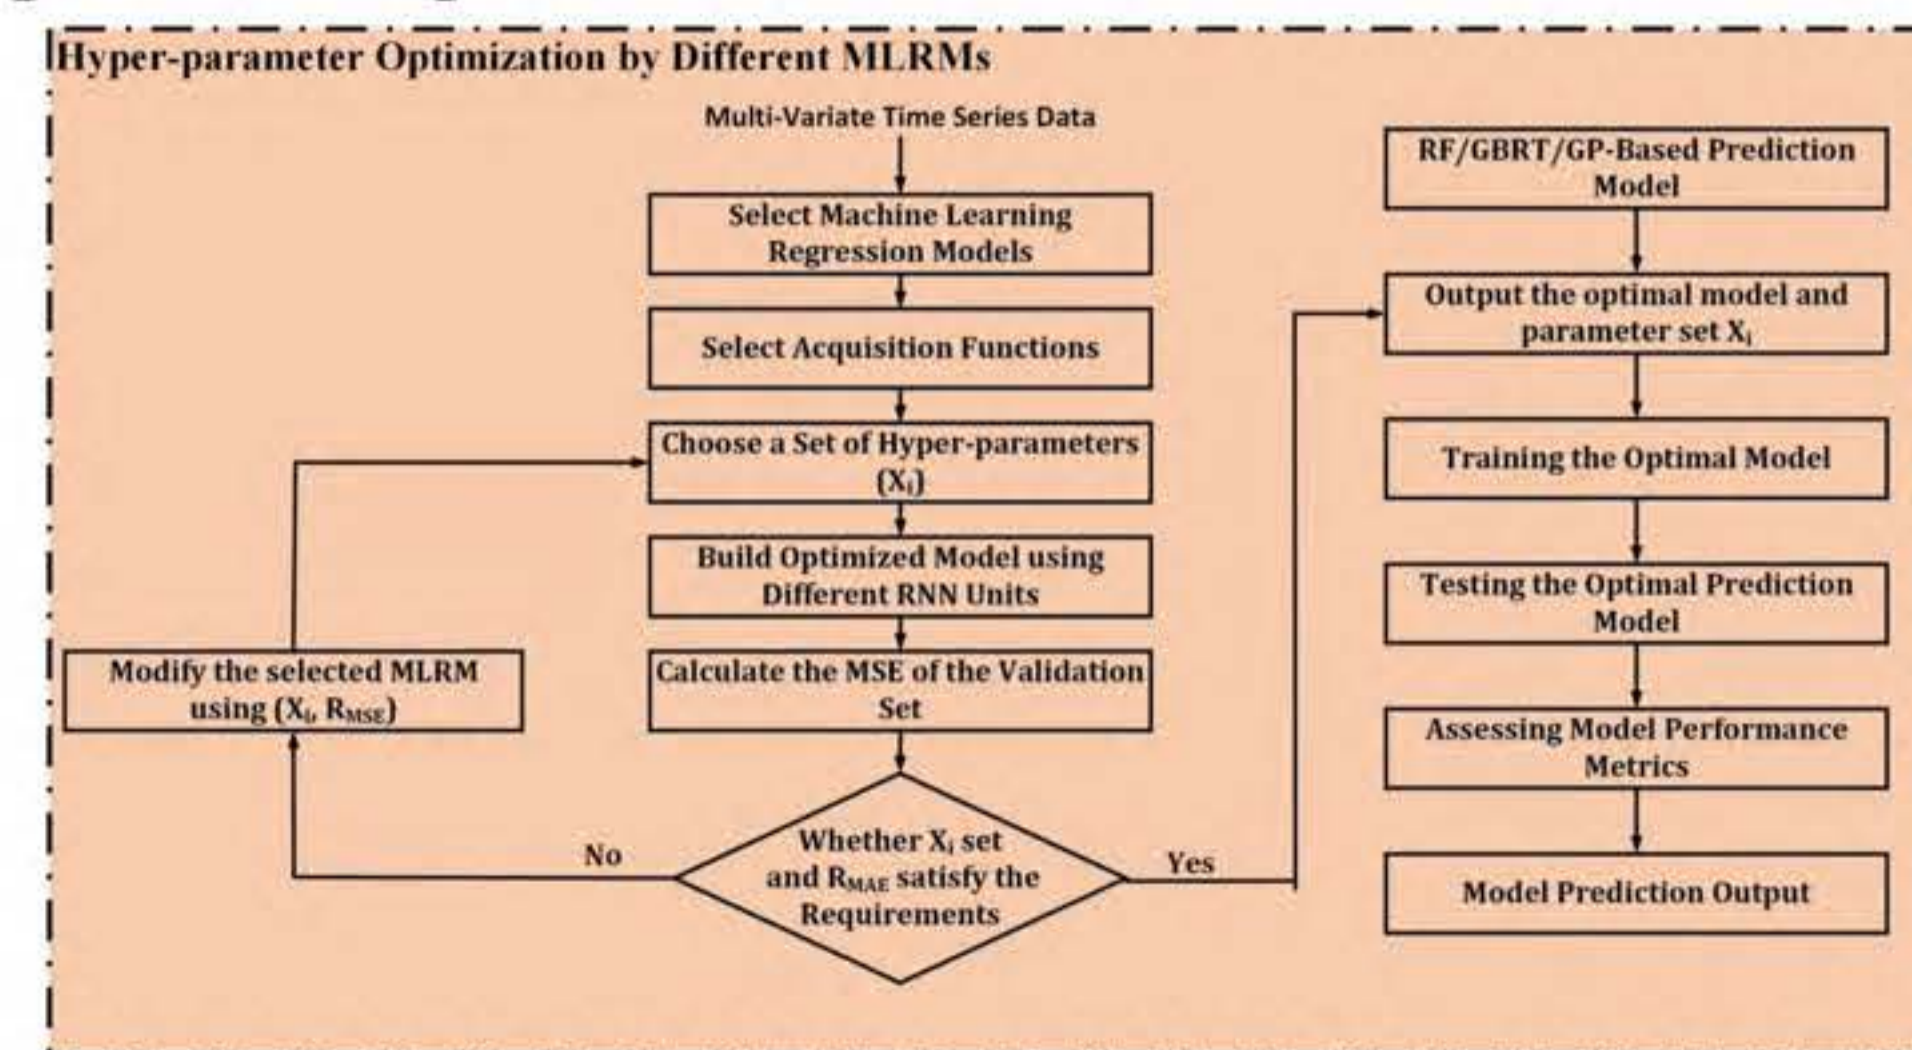 Hyper-parameter Optimization by Different MLRMs
Multi-Variate Time Series Data
Select Machine Learning
Regression Models
Select Acquisition Functions
Choose a Set of Hyper-parameters
(Xi)
Build Optimized Model using
Different RNN Units
Calculate the MSE of the Validation
Set
Whether Xi set
and RMAE satisfy the
Requirements
No
Yes
Modify the selected MLRM
using (Xi, RMSE)
RF/GBRT/GP-Based Prediction
Model
Output the optimal model and
parameter set Xi
Training the Optimal Model
Testing the Optimal Prediction
Model
Assessing Model Performance
Metrics
Model Prediction Output